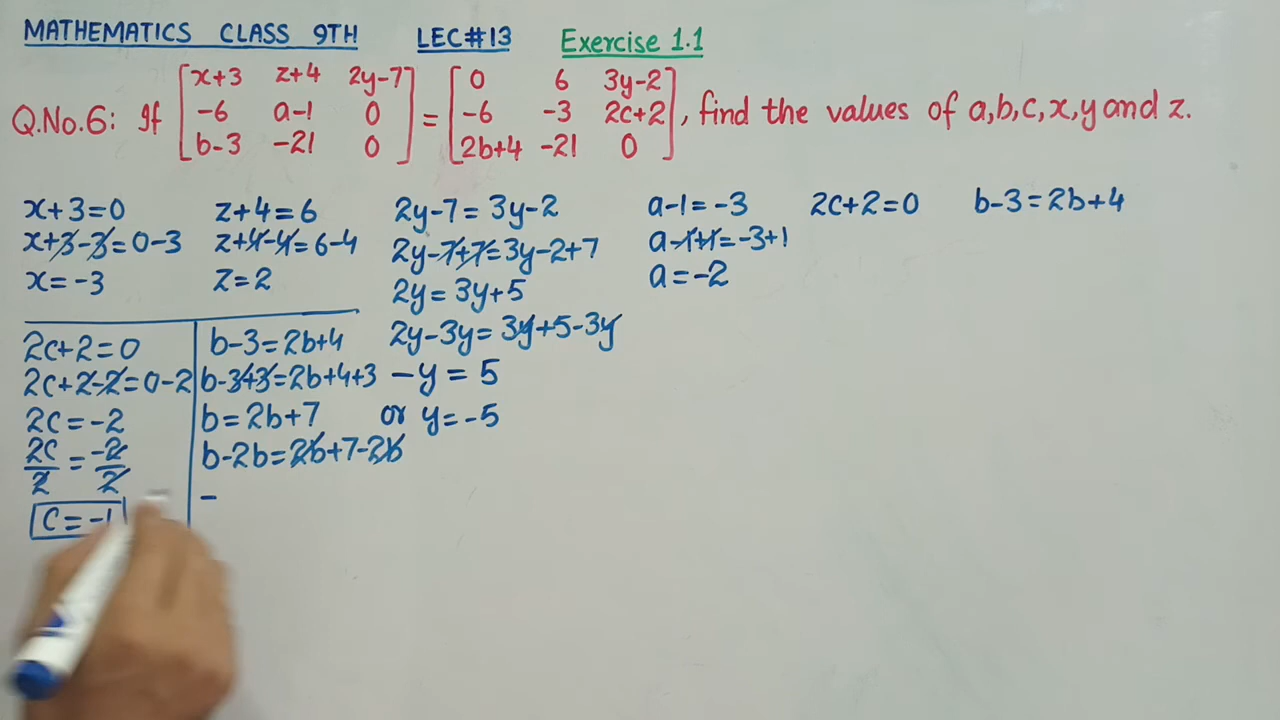 MATHEMATICS CLASS 9TH LEC#13 Exercise 1.1
Q.No.6: If [x+3 z+4 2y-7] = [0 6 3y-2], find the values of a,b,c,x,y and z.
[-6 a-1 0] [-6 -3 2c+2]
[b-3 -21 0] [2b+4 -21 0]
x+3=0 z+4=6 2y-7=3y-2 a-1=-3 2c+2=0 b-3=2b+4
x+3-3=0-3 z+4-4=6-4 2y-7+7=3y-2+7 a-1+1=-3+1
x=-3 z=2 2y=3y+5 a=-2
2y-3y=3y+5-3y
-y=5
or y=-5
2c+2=0
2c+2-2=0-2
2c=-2
2c/2=-2/2
c=-1
b-3=2b+4
b-3+3=2b+4+3
b=2b+7
b-2b=2b+7-2b
-